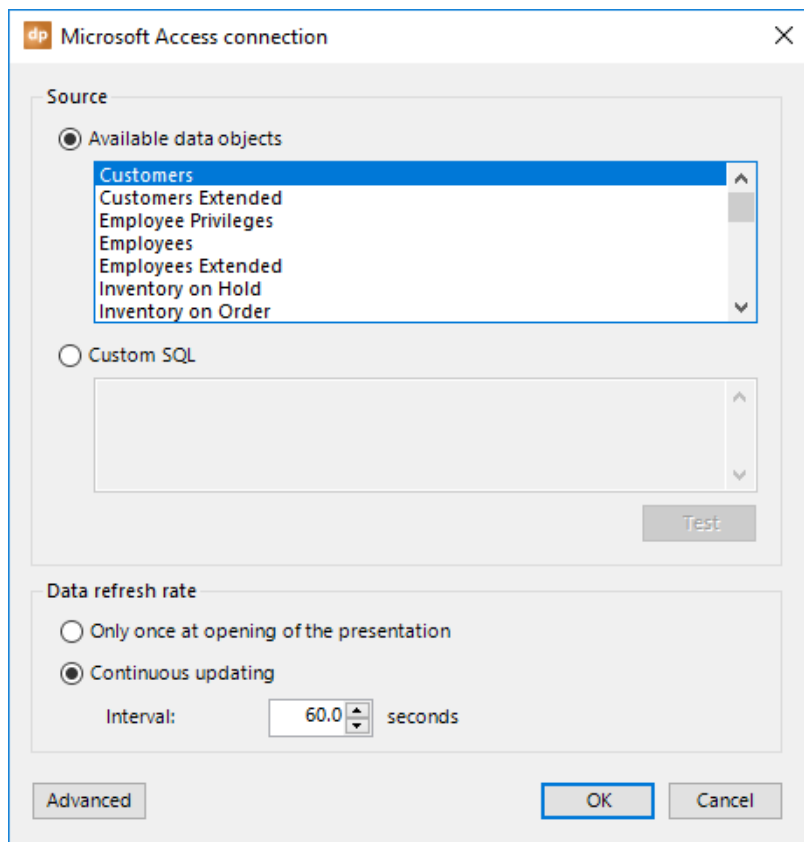 dp Microsoft Access connection
Source
Available data objects
Customers
Customers Extended
Employee Privileges
Employees
Employees Extended
Inventory on Hold
Inventory on Order
Custom SQL
Test
Data refresh rate
Only once at opening of the presentation
Continuous updating
Interval: 60.0 seconds
Advanced OK Cancel